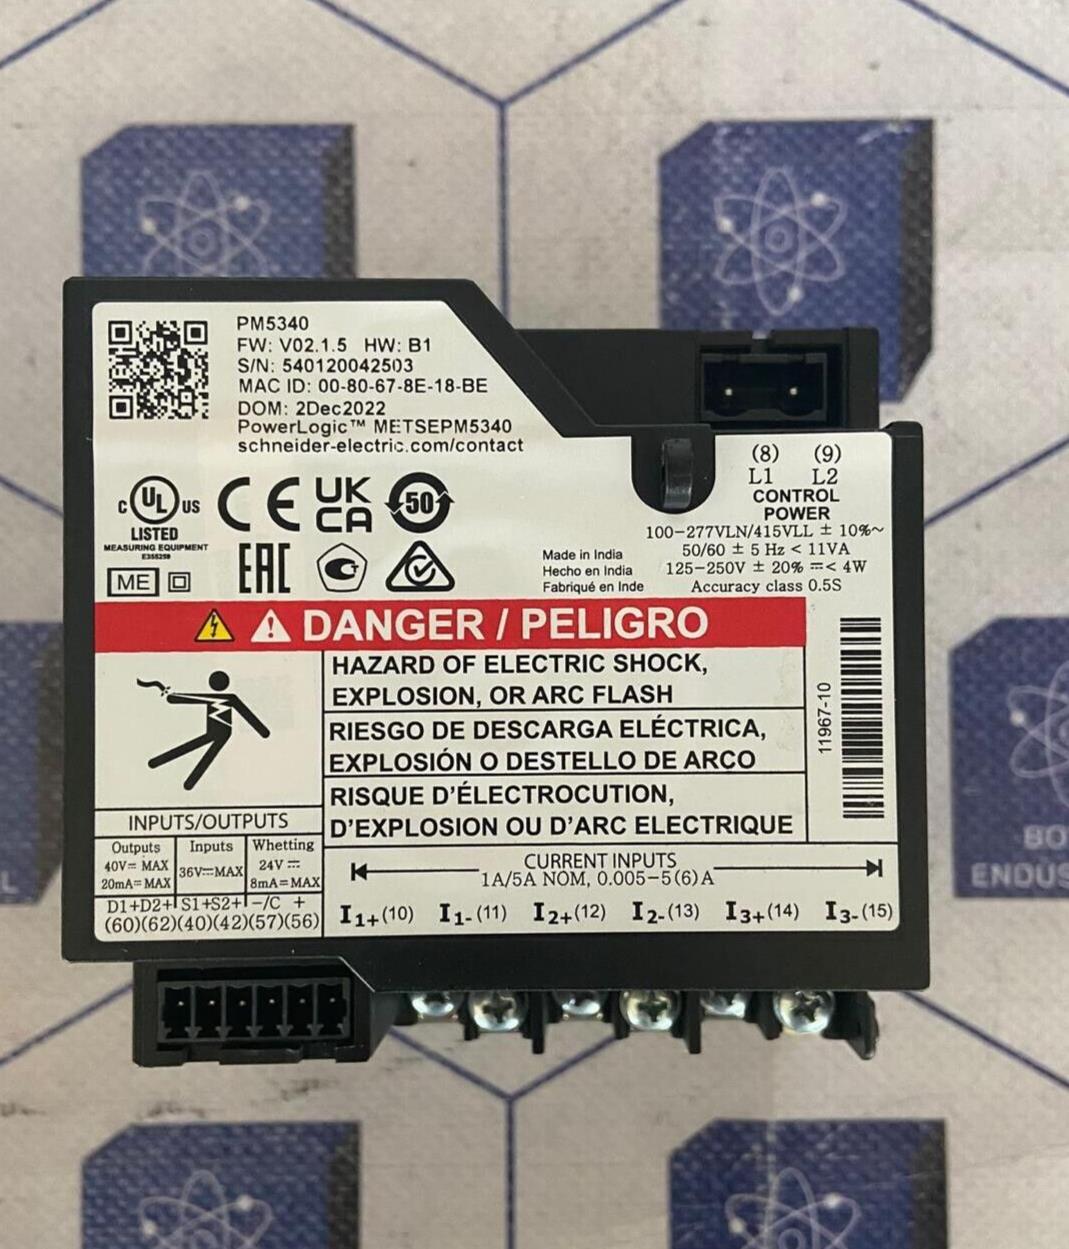 PM5340
FW: V02.1.5 HW: B1
S/N: 540120042503
MAC ID: 00-80-67-8E-18-BE
DOM: 2Dec2022
PowerLogic™ METSEPM5340
schneider-electric.com/contact
(8) (9)
L1 L2
CONTROL
POWER
100-277VLN/415VLL ± 10%~
50/60 ± 5 Hz < 11VA
125-250V ± 20% ⎓< 4W
Accuracy class 0.5S
C UL US
LISTED
MEASURING EQUIPMENT
E355259
CE
UK
CA
50
ME
EAC
Made in India
Hecho en India
Fabriqué en Inde
DANGER / PELIGRO
HAZARD OF ELECTRIC SHOCK,
EXPLOSION, OR ARC FLASH
RIESGO DE DESCARGA ELÉCTRICA,
EXPLOSIÓN O DESTELLO DE ARCO
RISQUE D'ÉLECTROCUTION,
D'EXPLOSION OU D'ARC ELECTRIQUE
11967-10
INPUTS/OUTPUTS
Outputs Inputs Whetting
40V⎓ MAX 36V⎓MAX 24V ⎓
20mA⎓ MAX 8mA⎓MAX
D1+D2+ S1+S2+ -/C +
(60)(62)(40)(42)(57)(56)
CURRENT INPUTS
1A/5A NOM, 0.005-5(6)A
I1+(10) I1-(11) I2+(12) I2-(13) I3+(14) I3-(15)
BO
ENDUS
L